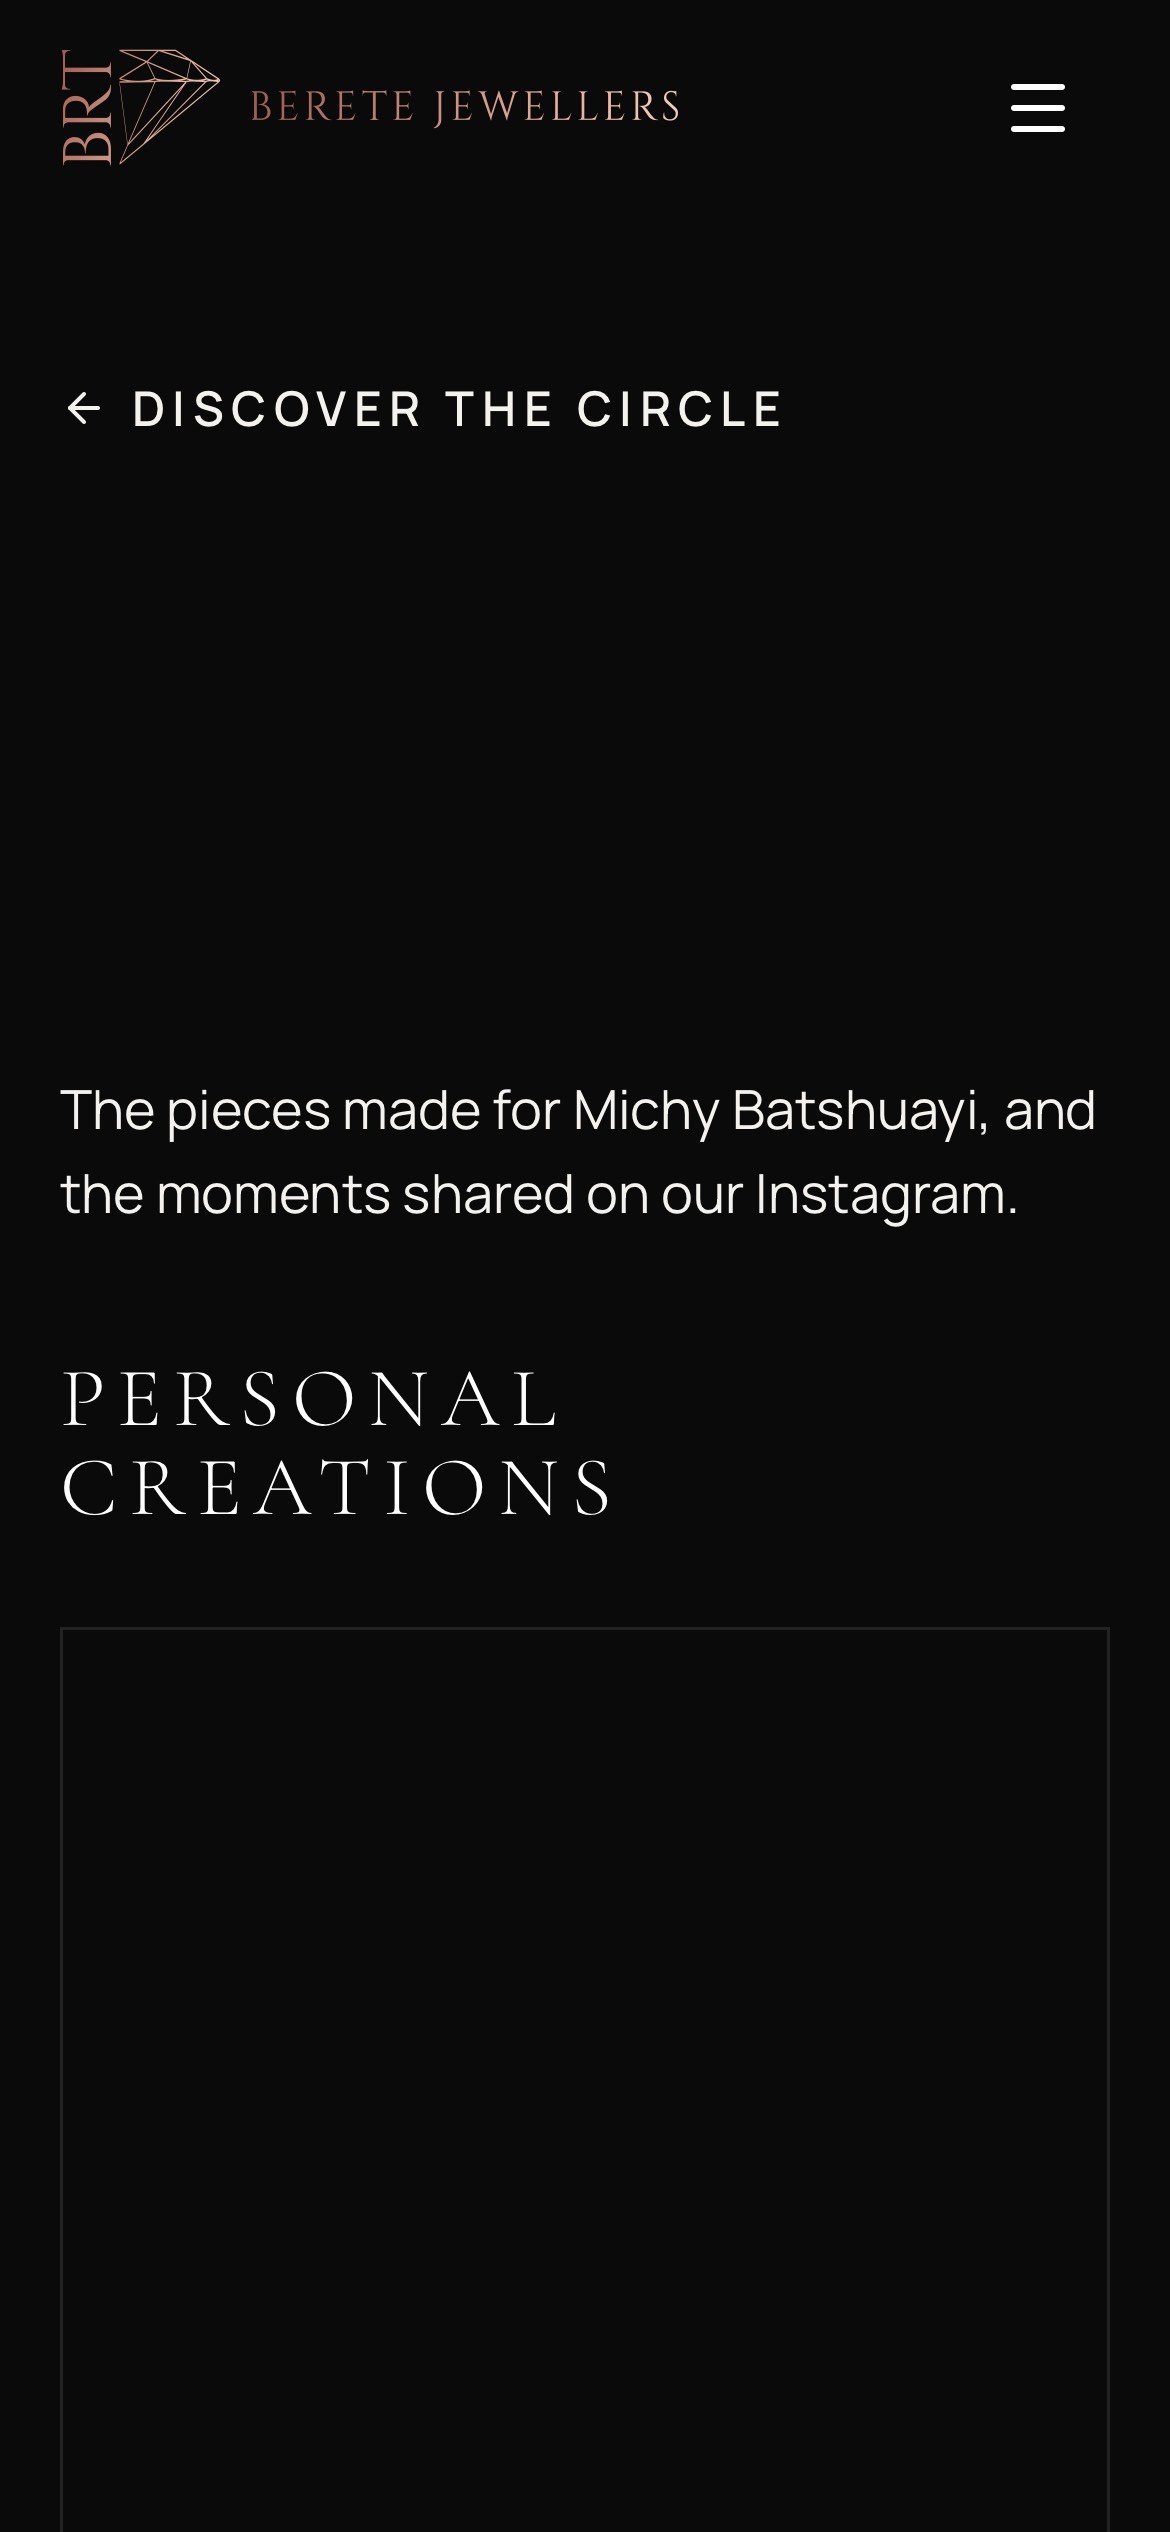 BRT
BERETE JEWELLERS
← DISCOVER THE CIRCLE
The pieces made for Michy Batshuayi, and
the moments shared on our Instagram.
PERSONAL
CREATIONS